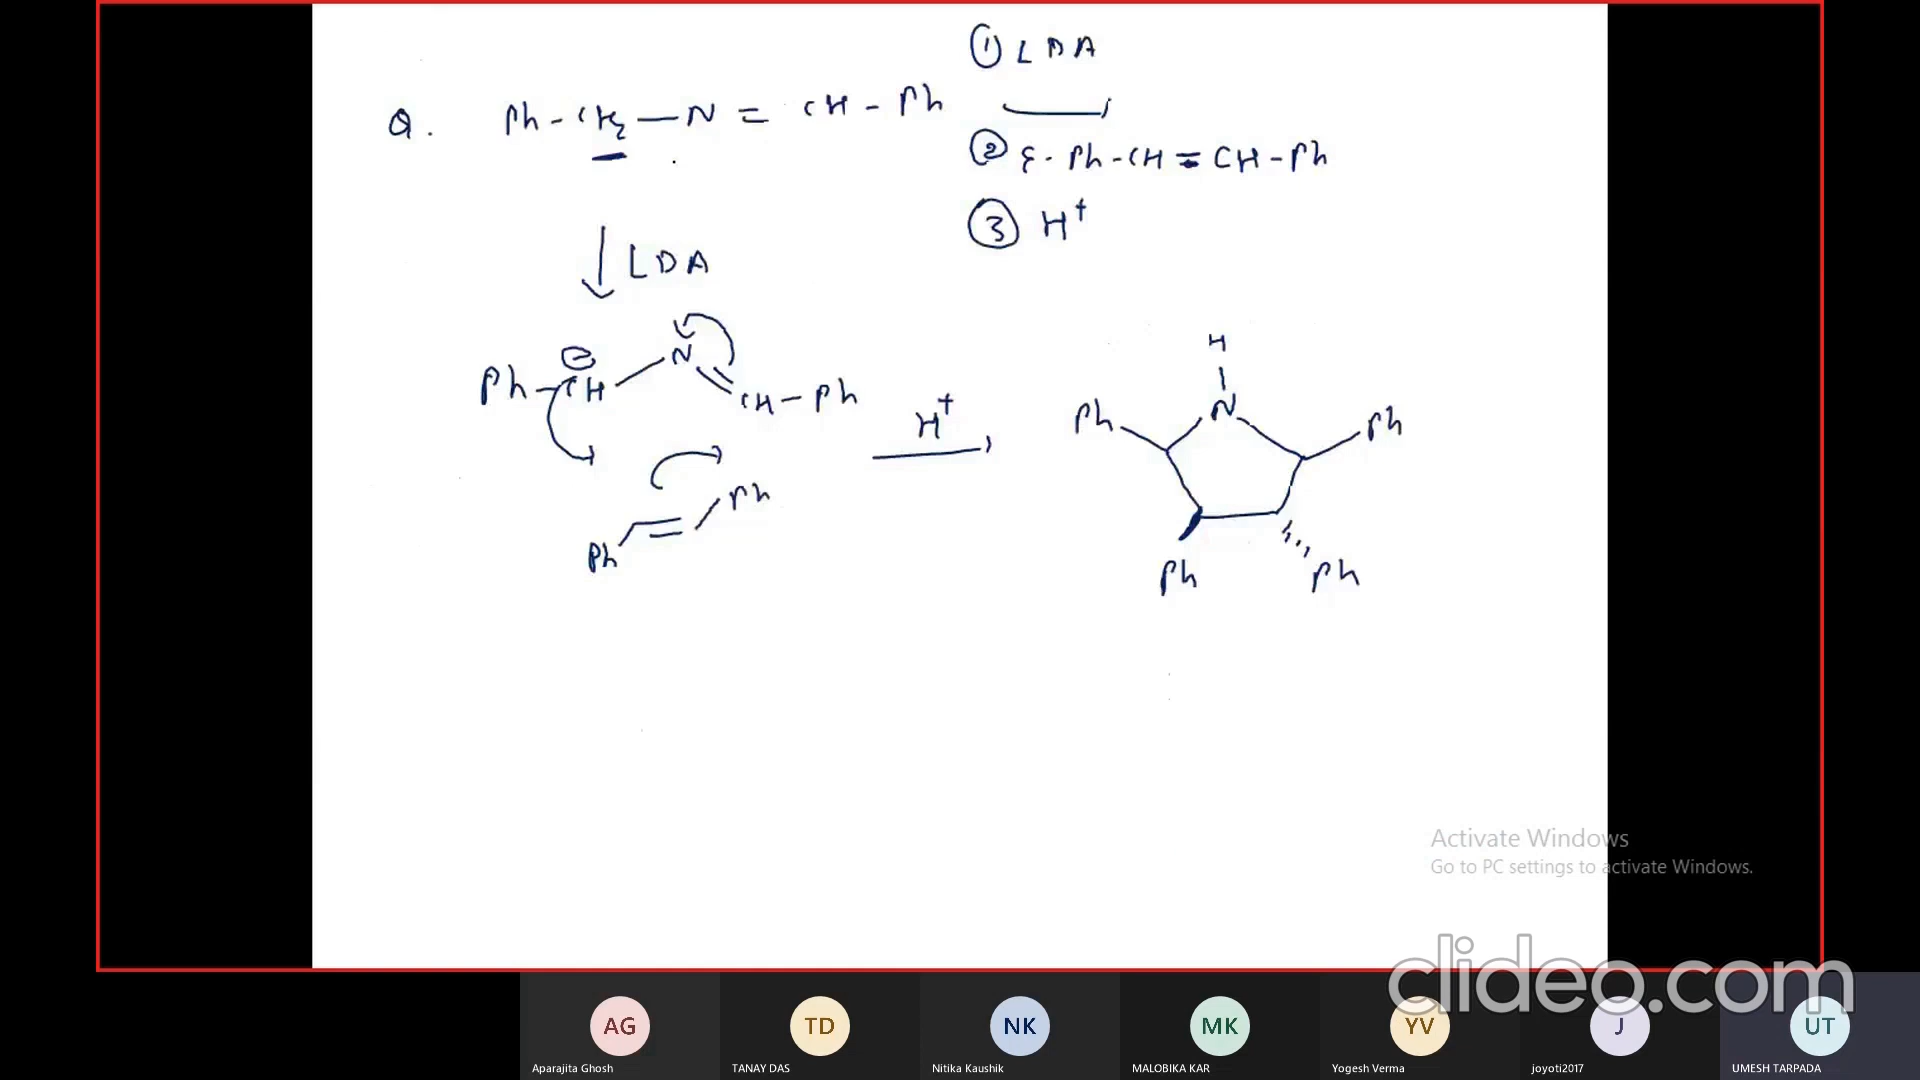 ① LDA
Q. Ph-CH₂-N=CH-Ph
② E-Ph-CH=CH-Ph
③ H⁺
LDA
H
⊖
N
Ph-CH
CH-Ph
H⁺
N
Ph
Ph
Ph
Ph
Ph
Ph
Activate Windows
Go to PC settings to activate Windows.
clideo.com
AG
TD
NK
MK
YV
J
UT
Aparajita Ghosh
TANAY DAS
Nitika Kaushik
MALOBIKA KAR
Yogesh Verma
joyoti2017
UMESH TARPADA